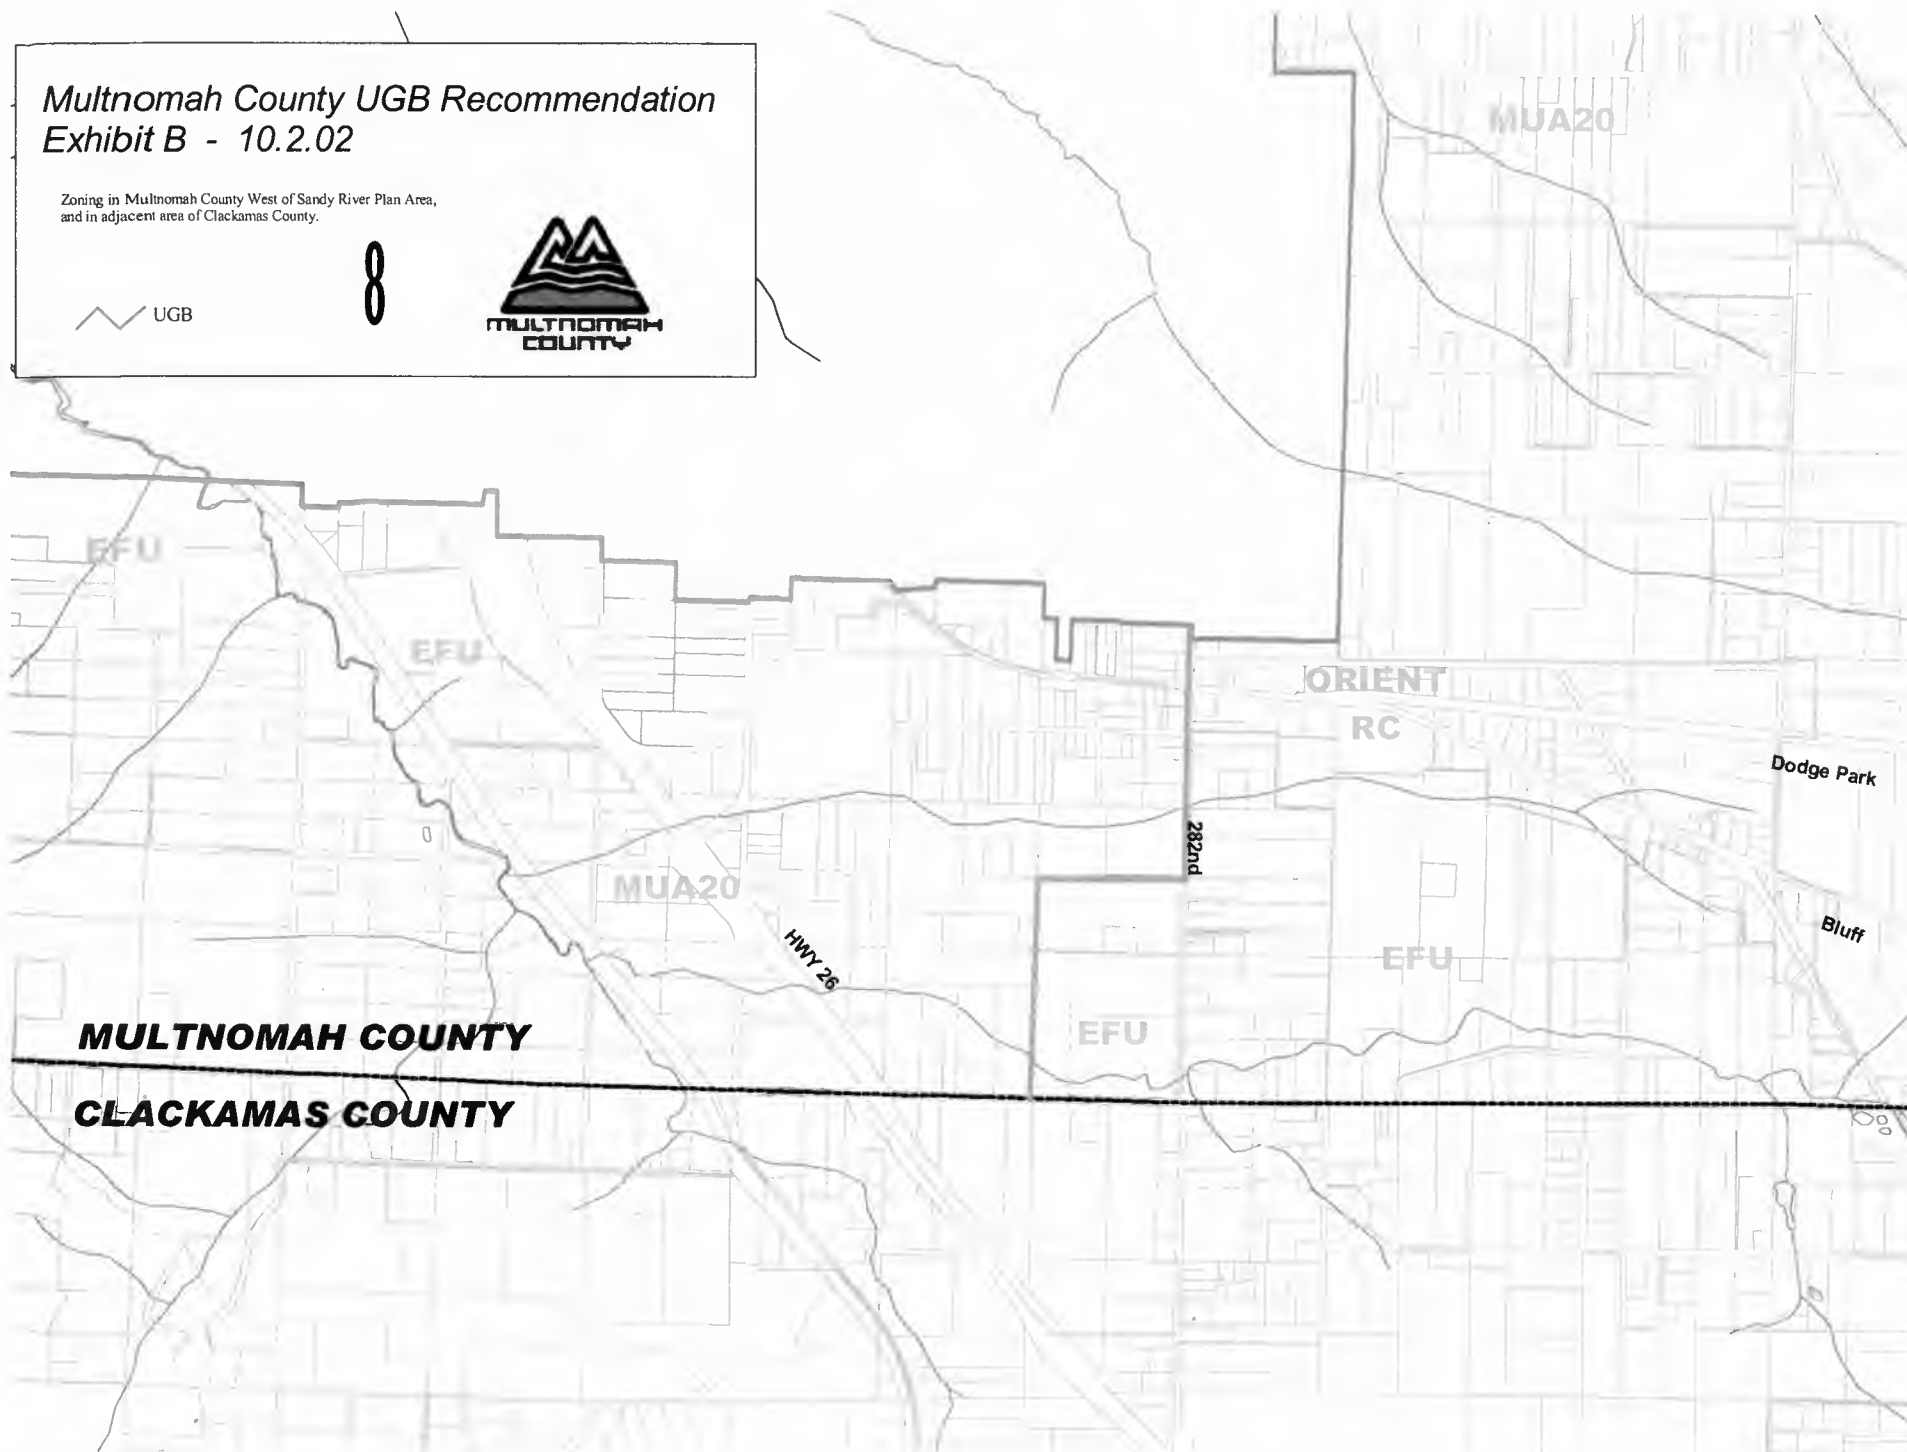 Multnomah County UGB Recommendation
Exhibit B - 10.2.02
Zoning in Multnomah County West of Sandy River Plan Area,
and in adjacent area of Clackamas County.
8
UGB
MULTNOMAH
COUNTY
MUA20
EFU
EFU
ORIENT
RC
Dodge Park
282nd
MUA20
Bluff
HWY 26
EFU
EFU
MULTNOMAH COUNTY
CLACKAMAS COUNTY